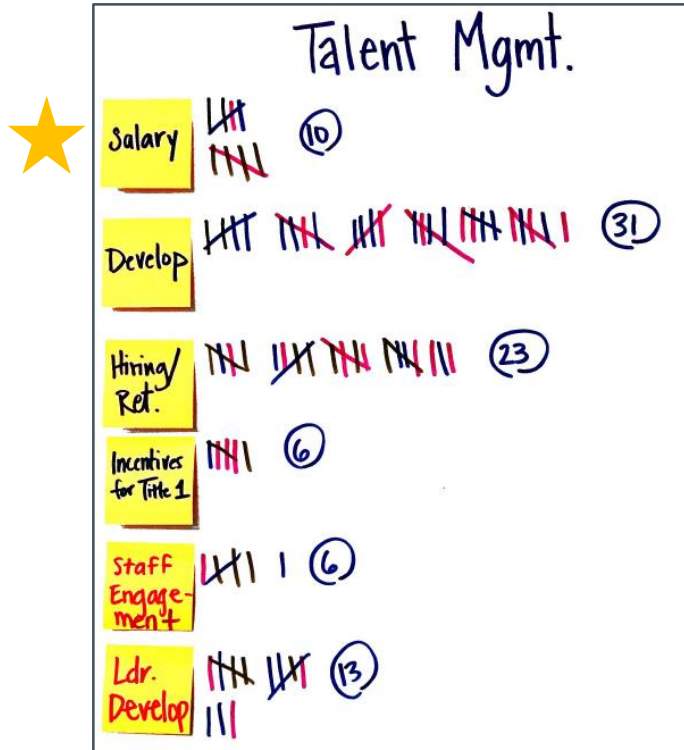 Talent Mgmt.
Salary
10
Develop
31
Hiring/
Ret.
23
Incentives
for Title 1
6
Staff
Engage-
ment
6
Ldr.
Develop
13